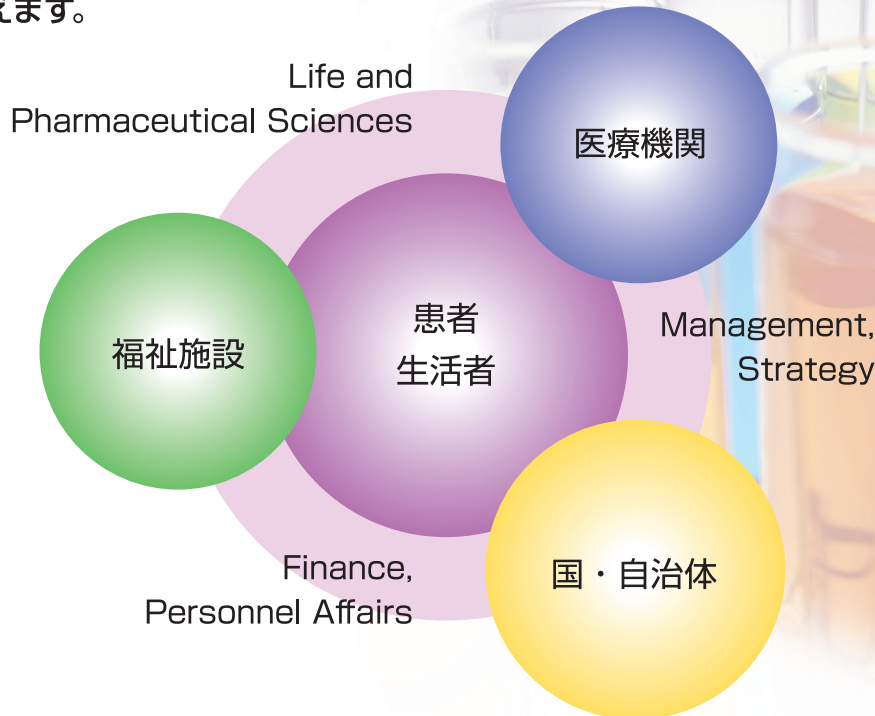 えます。
Life and
Pharmaceutical Sciences
医療機関
患者
生活者
福祉施設
Management,
Strategy
Finance,
Personnel Affairs
国・自治体